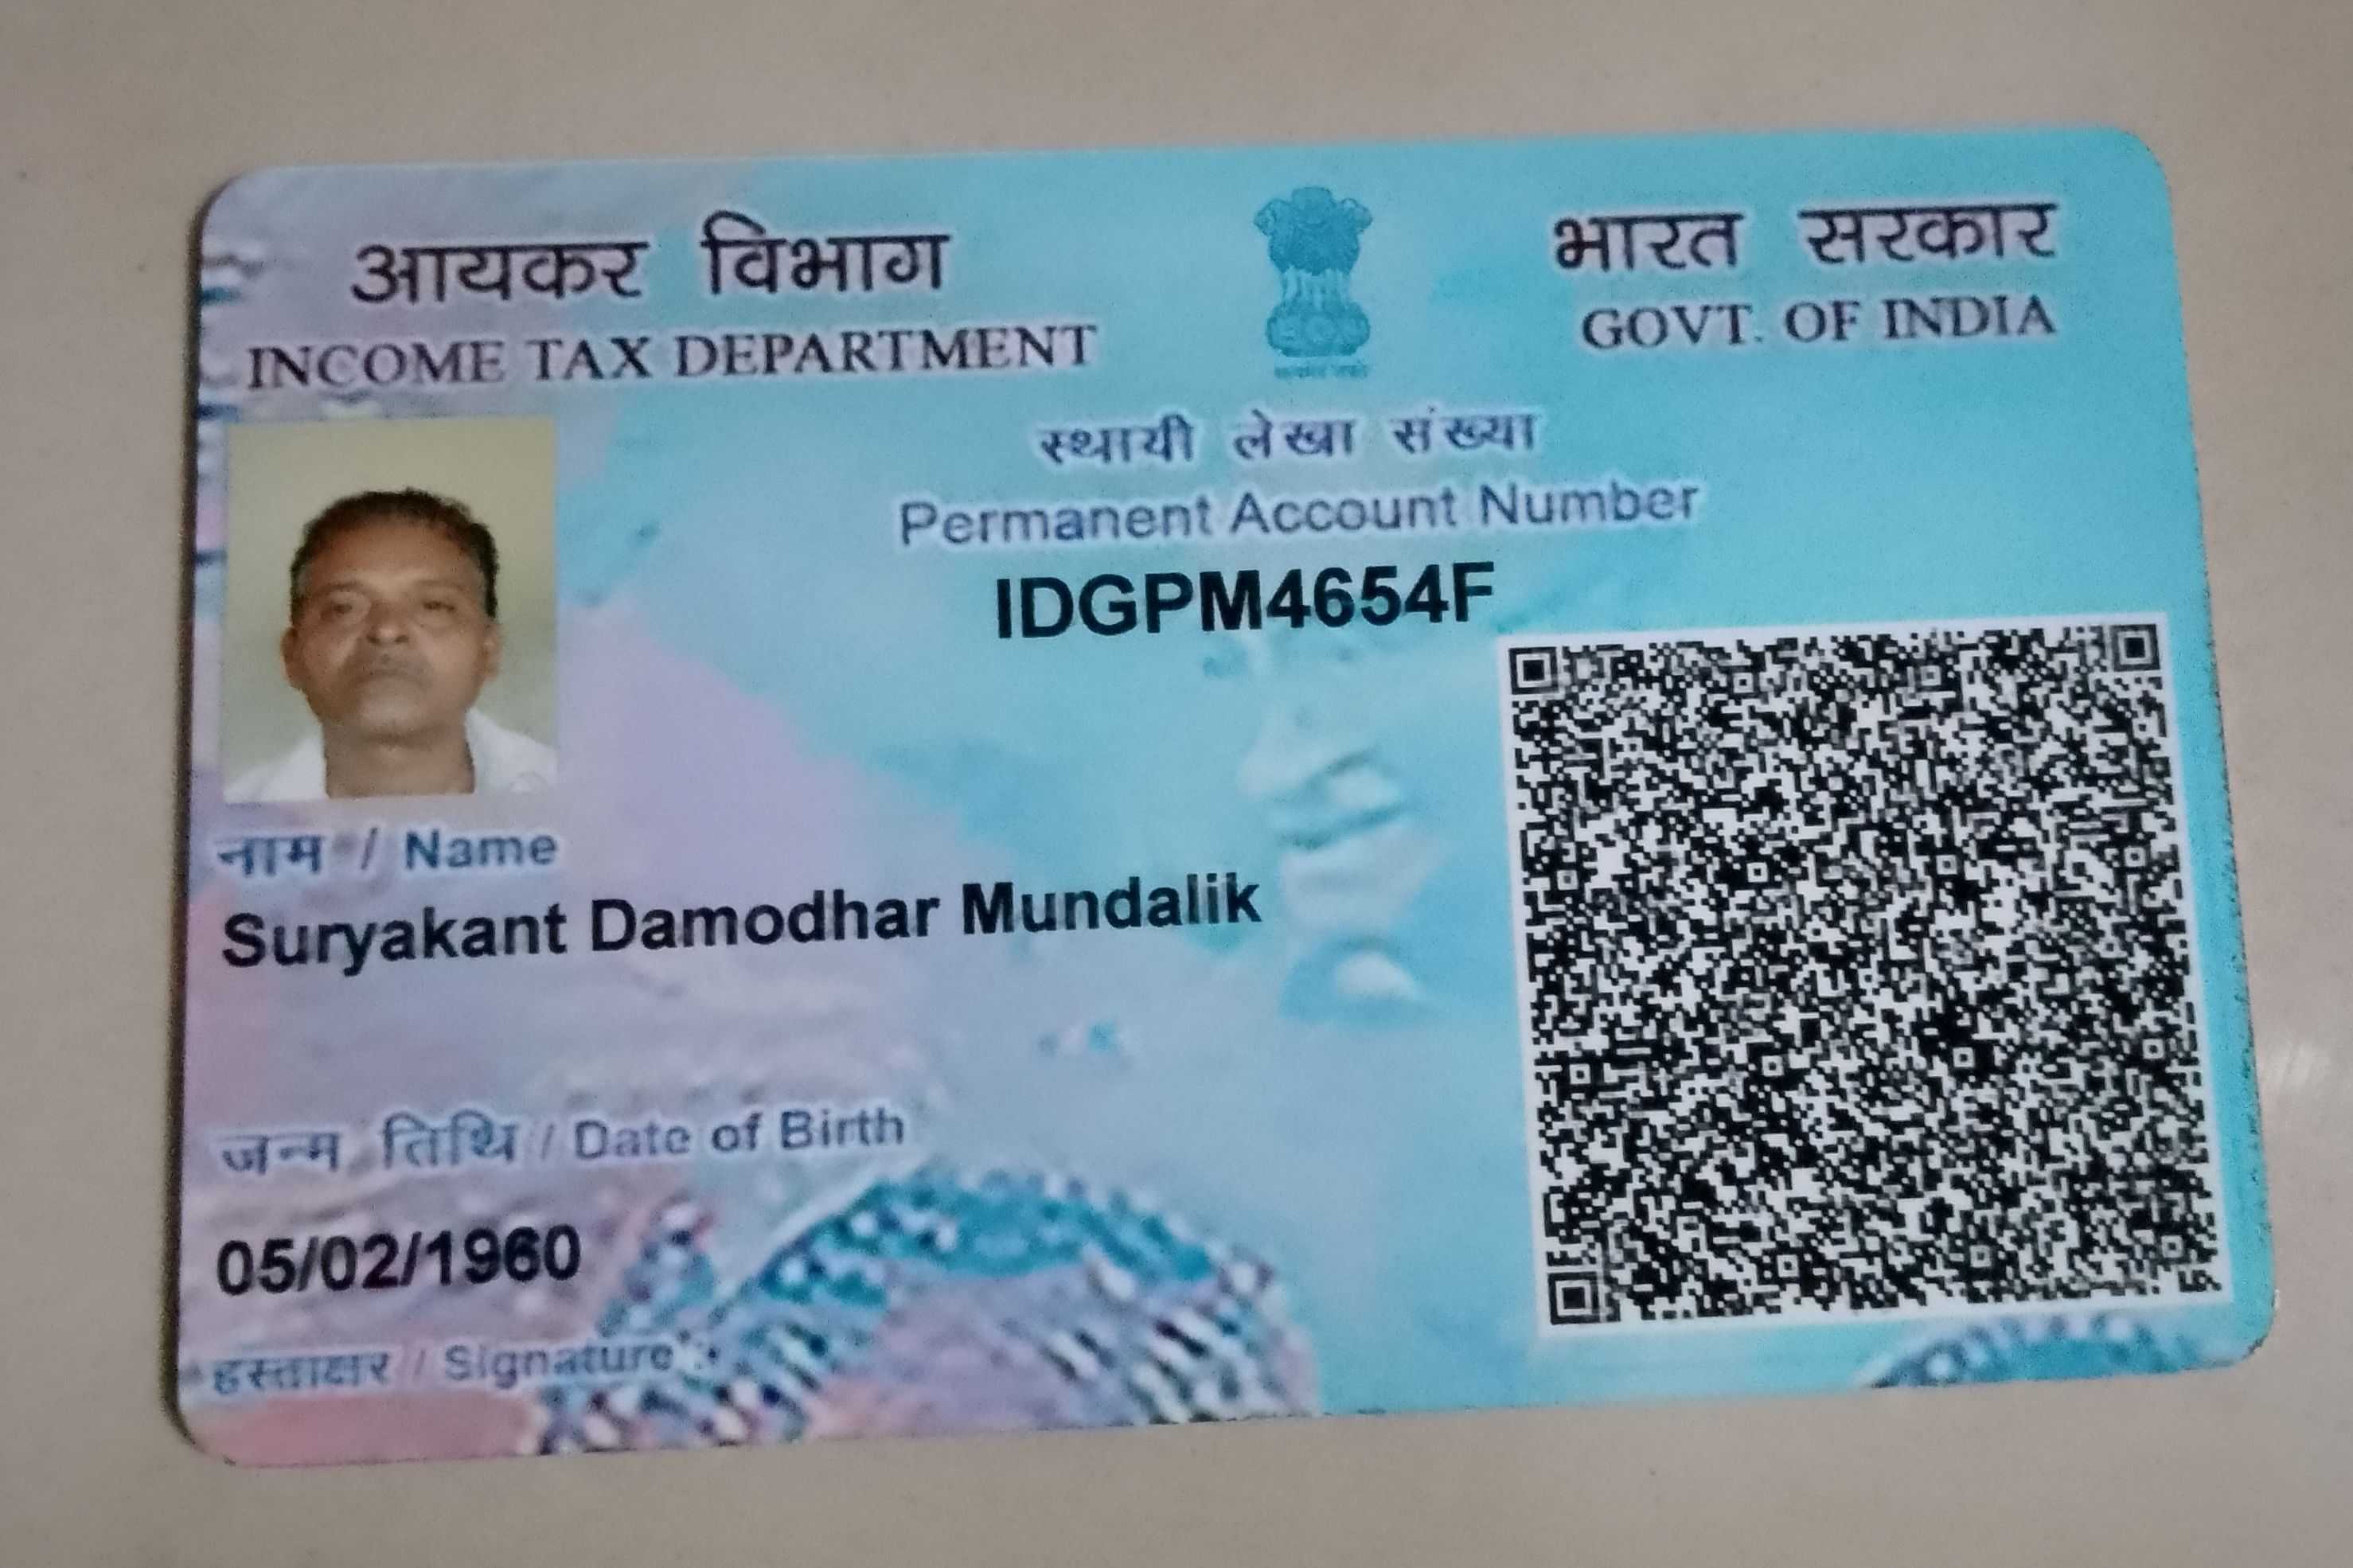 आयकर विभाग
INCOME TAX DEPARTMENT
भारत सरकार
GOVT. OF INDIA
स्थायी लेखा संख्या
Permanent Account Number
IDGPM4654F
नाम / Name
Suryakant Damodhar Mundalik
जन्म तिथि / Date of Birth
05/02/1960
हस्ताक्षर / Signature